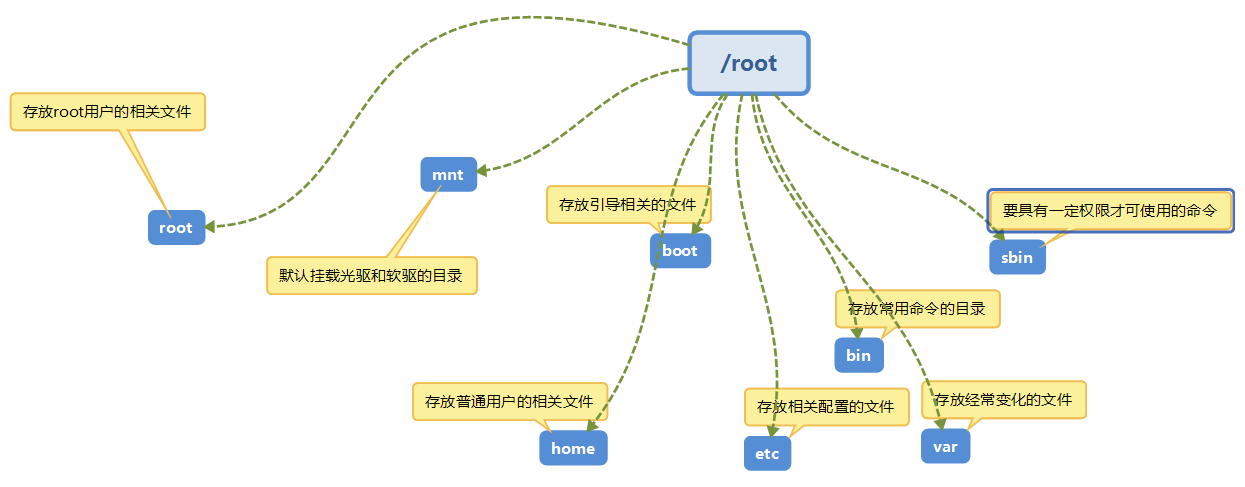 /root
存放root用户的相关文件
root
mnt
默认挂载光驱和软驱的目录
存放引导相关的文件
boot
要具有一定权限才可使用的命令
sbin
存放常用命令的目录
bin
存放普通用户的相关文件
home
存放相关配置的文件
etc
存放经常变化的文件
var